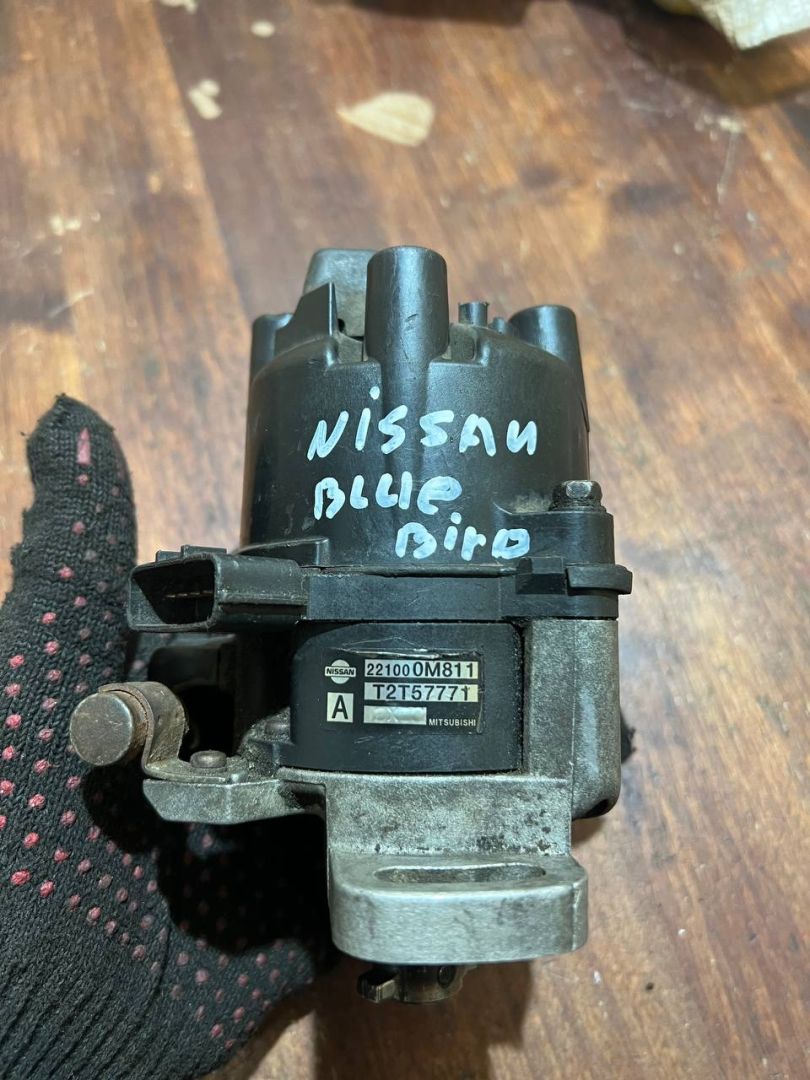 Nissan
Blue
Bird
NISSAN 22100 0M811
T2T57771
A MITSUBISHI